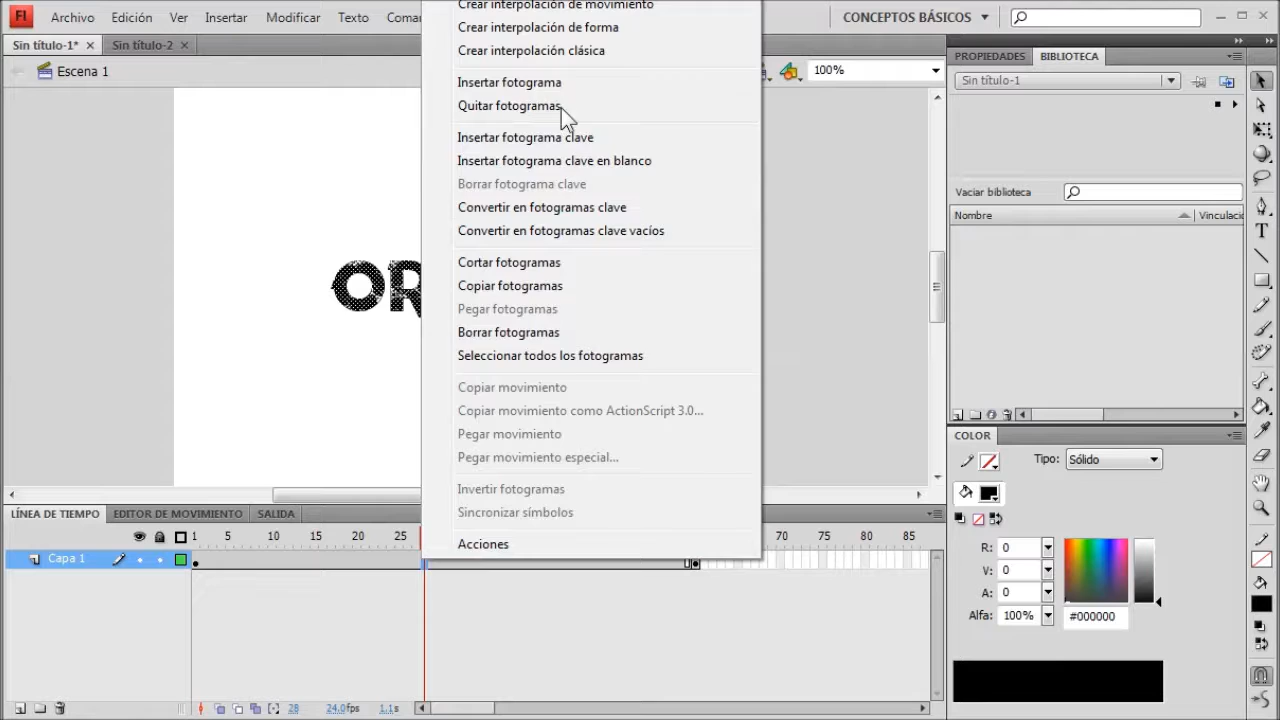 Fl Archivo Edición Ver Insertar Modificar Texto Coma
CONCEPTOS BÁSICOS
Sin título-1* Sin título-2
Escena 1
100%
Crear interpolación de movimiento
Crear interpolación de forma
Crear interpolación clásica
Insertar fotograma
Quitar fotogramas
Insertar fotograma clave
Insertar fotograma clave en blanco
Borrar fotograma clave
Convertir en fotogramas clave
Convertir en fotogramas clave vacíos
Cortar fotogramas
Copiar fotogramas
Pegar fotogramas
Borrar fotogramas
Seleccionar todos los fotogramas
Copiar movimiento
Copiar movimiento como ActionScript 3.0...
Pegar movimiento
Pegar movimiento especial...
Invertir fotogramas
Sincronizar símbolos
Acciones
OR
PROPIEDADES BIBLIOTECA
Sin título-1
Vaciar biblioteca
Nombre Vinculació
COLOR
Tipo: Sólido
R: 0
V: 0
A: 0
Alfa: 100% #000000
LÍNEA DE TIEMPO EDITOR DE MOVIMIENTO SALIDA
1 5 10 15 20 25 70 75 80 85
Capa 1
28 24.0fps 1.1s